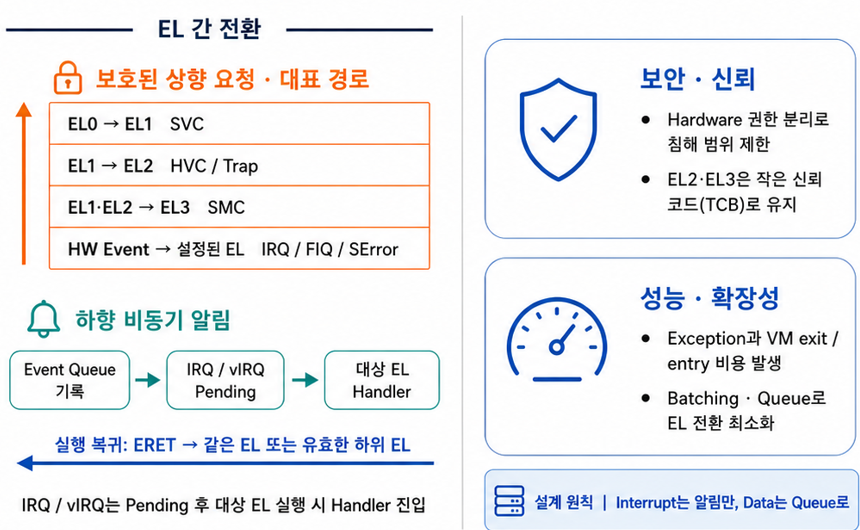 EL 간 전환
보호된 상향 요청 · 대표 경로
EL0 → EL1 SVC
EL1 → EL2 HVC / Trap
EL1·EL2 → EL3 SMC
HW Event → 설정된 EL IRQ / FIQ / SError
하향 비동기 알림
Event Queue
기록
IRQ / vIRQ
Pending
대상 EL
Handler
실행 복귀: ERET → 같은 EL 또는 유효한 하위 EL
IRQ / vIRQ는 Pending 후 대상 EL 실행 시 Handler 진입
보안 · 신뢰
● Hardware 권한 분리로
침해 범위 제한
● EL2·EL3은 작은 신뢰
코드(TCB)로 유지
성능 · 확장성
● Exception과 VM exit /
entry 비용 발생
● Batching · Queue로
EL 전환 최소화
설계 원칙 | Interrupt는 알림만, Data는 Queue로